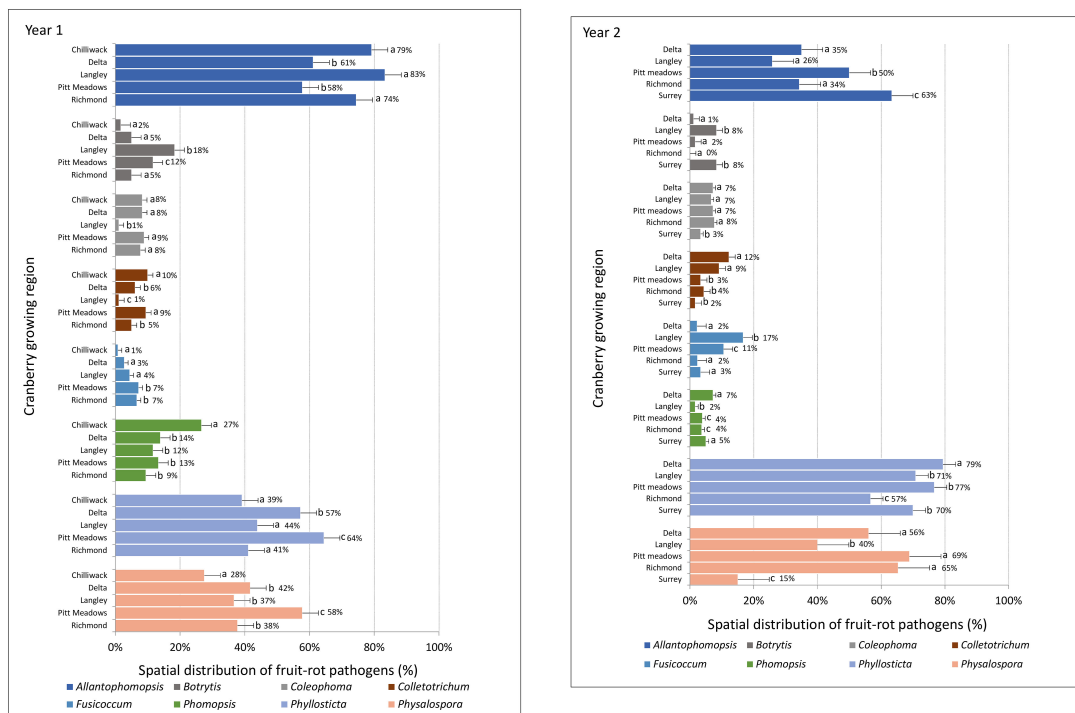 Year 1
Cranberry growing region
Chilliwack a 79%
Delta b 61%
Langley a 83%
Pitt Meadows b 58%
Richmond a 74%
Chilliwack a 2%
Delta a 5%
Langley b 18%
Pitt Meadows c 12%
Richmond a 5%
Chilliwack a 8%
Delta a 8%
Langley b 1%
Pitt Meadows a 9%
Richmond a 8%
Chilliwack a 10%
Delta b 6%
Langley c 1%
Pitt Meadows a 9%
Richmond b 5%
Chilliwack a 1%
Delta a 3%
Langley a 4%
Pitt Meadows b 7%
Richmond b 7%
Chilliwack a 27%
Delta b 14%
Langley b 12%
Pitt Meadows b 13%
Richmond b 9%
Chilliwack a 39%
Delta b 57%
Langley a 44%
Pitt Meadows c 64%
Richmond a 41%
Chilliwack a 28%
Delta b 42%
Langley b 37%
Pitt Meadows c 58%
Richmond b 38%
0% 20% 40% 60% 80% 100%
Spatial distribution of fruit-rot pathogens (%)
Allantophomopsis Botrytis Coleophoma Colletotrichum
Fusicoccum Phomopsis Phyllosticta Physalospora
Year 2
Cranberry growing region
Delta a 35%
Langley a 26%
Pitt meadows b 50%
Richmond a 34%
Surrey c 63%
Delta a 1%
Langley b 8%
Pitt meadows a 2%
Richmond a 0%
Surrey b 8%
Delta a 7%
Langley a 7%
Pitt meadows a 7%
Richmond a 8%
Surrey b 3%
Delta a 12%
Langley a 9%
Pitt meadows b 3%
Richmond b 4%
Surrey b 2%
Delta a 2%
Langley b 17%
Pitt meadows c 11%
Richmond a 2%
Surrey a 3%
Delta a 7%
Langley b 2%
Pitt meadows c 4%
Richmond c 4%
Surrey a 5%
Delta a 79%
Langley b 71%
Pitt meadows b 77%
Richmond c 57%
Surrey b 70%
Delta a 56%
Langley b 40%
Pitt meadows a 69%
Richmond a 65%
Surrey c 15%
0% 20% 40% 60% 80% 100%
Spatial distribution of fruit-rot pathogens (%)
Allantophomopsis Botrytis Coleophoma Colletotrichum
Fusicoccum Phomopsis Phyllosticta Physalospora